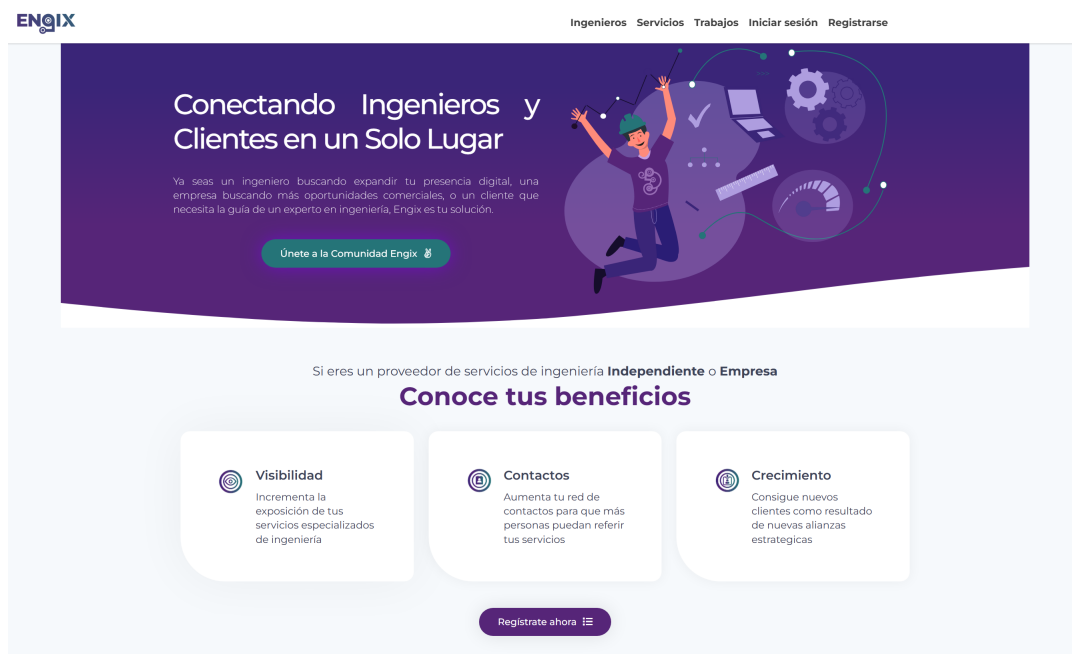 ENGIX
Ingenieros Servicios Trabajos Iniciar sesión Registrarse
Conectando Ingenieros y
Clientes en un Solo Lugar
Ya seas un ingeniero buscando expandir tu presencia digital, una
empresa buscando más oportunidades comerciales, o un cliente que
necesita la guía de un experto en ingeniería, Engix es tu solución.
Únete a la Comunidad Engix
Si eres un proveedor de servicios de ingeniería Independiente o Empresa
Conoce tus beneficios
Visibilidad
Incrementa la
exposición de tus
servicios especializados
de ingeniería
Contactos
Aumenta tu red de
contactos para que más
personas puedan referir
tus servicios
Crecimiento
Consigue nuevos
clientes como resultado
de nuevas alianzas
estrategicas
Regístrate ahora